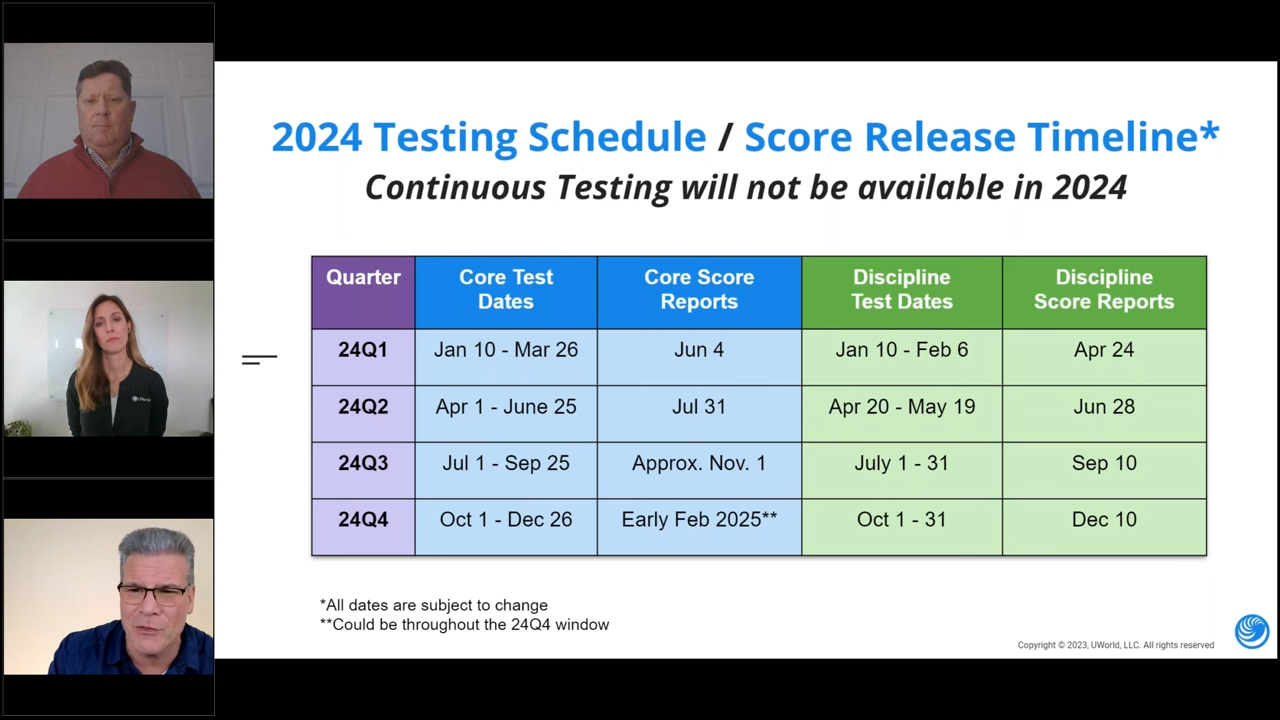 2024 Testing Schedule / Score Release Timeline*
Continuous Testing will not be available in 2024
Quarter Core Test Dates Core Score Reports Discipline Test Dates Discipline Score Reports
24Q1 Jan 10 - Mar 26 Jun 4 Jan 10 - Feb 6 Apr 24
24Q2 Apr 1 - June 25 Jul 31 Apr 20 - May 19 Jun 28
24Q3 Jul 1 - Sep 25 Approx. Nov. 1 July 1 - 31 Sep 10
24Q4 Oct 1 - Dec 26 Early Feb 2025** Oct 1 - 31 Dec 10
*All dates are subject to change
**Could be throughout the 24Q4 window
Copyright © 2023, UWorld, LLC. All rights reserved
UWorld